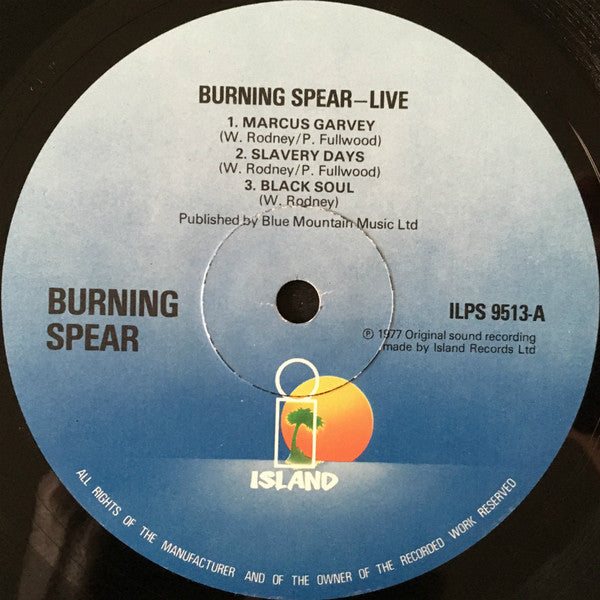 BURNING SPEAR–LIVE
1. MARCUS GARVEY
(W. Rodney/P. Fullwood)
2. SLAVERY DAYS
(W. Rodney/P. Fullwood)
3. BLACK SOUL
(W. Rodney)
Published by Blue Mountain Music Ltd
BURNING
SPEAR
ILPS 9513-A
℗ 1977 Original sound recording
made by Island Records Ltd
i
ISLAND
ALL RIGHTS OF THE MANUFACTURER AND OF THE OWNER OF THE RECORDED WORK RESERVED